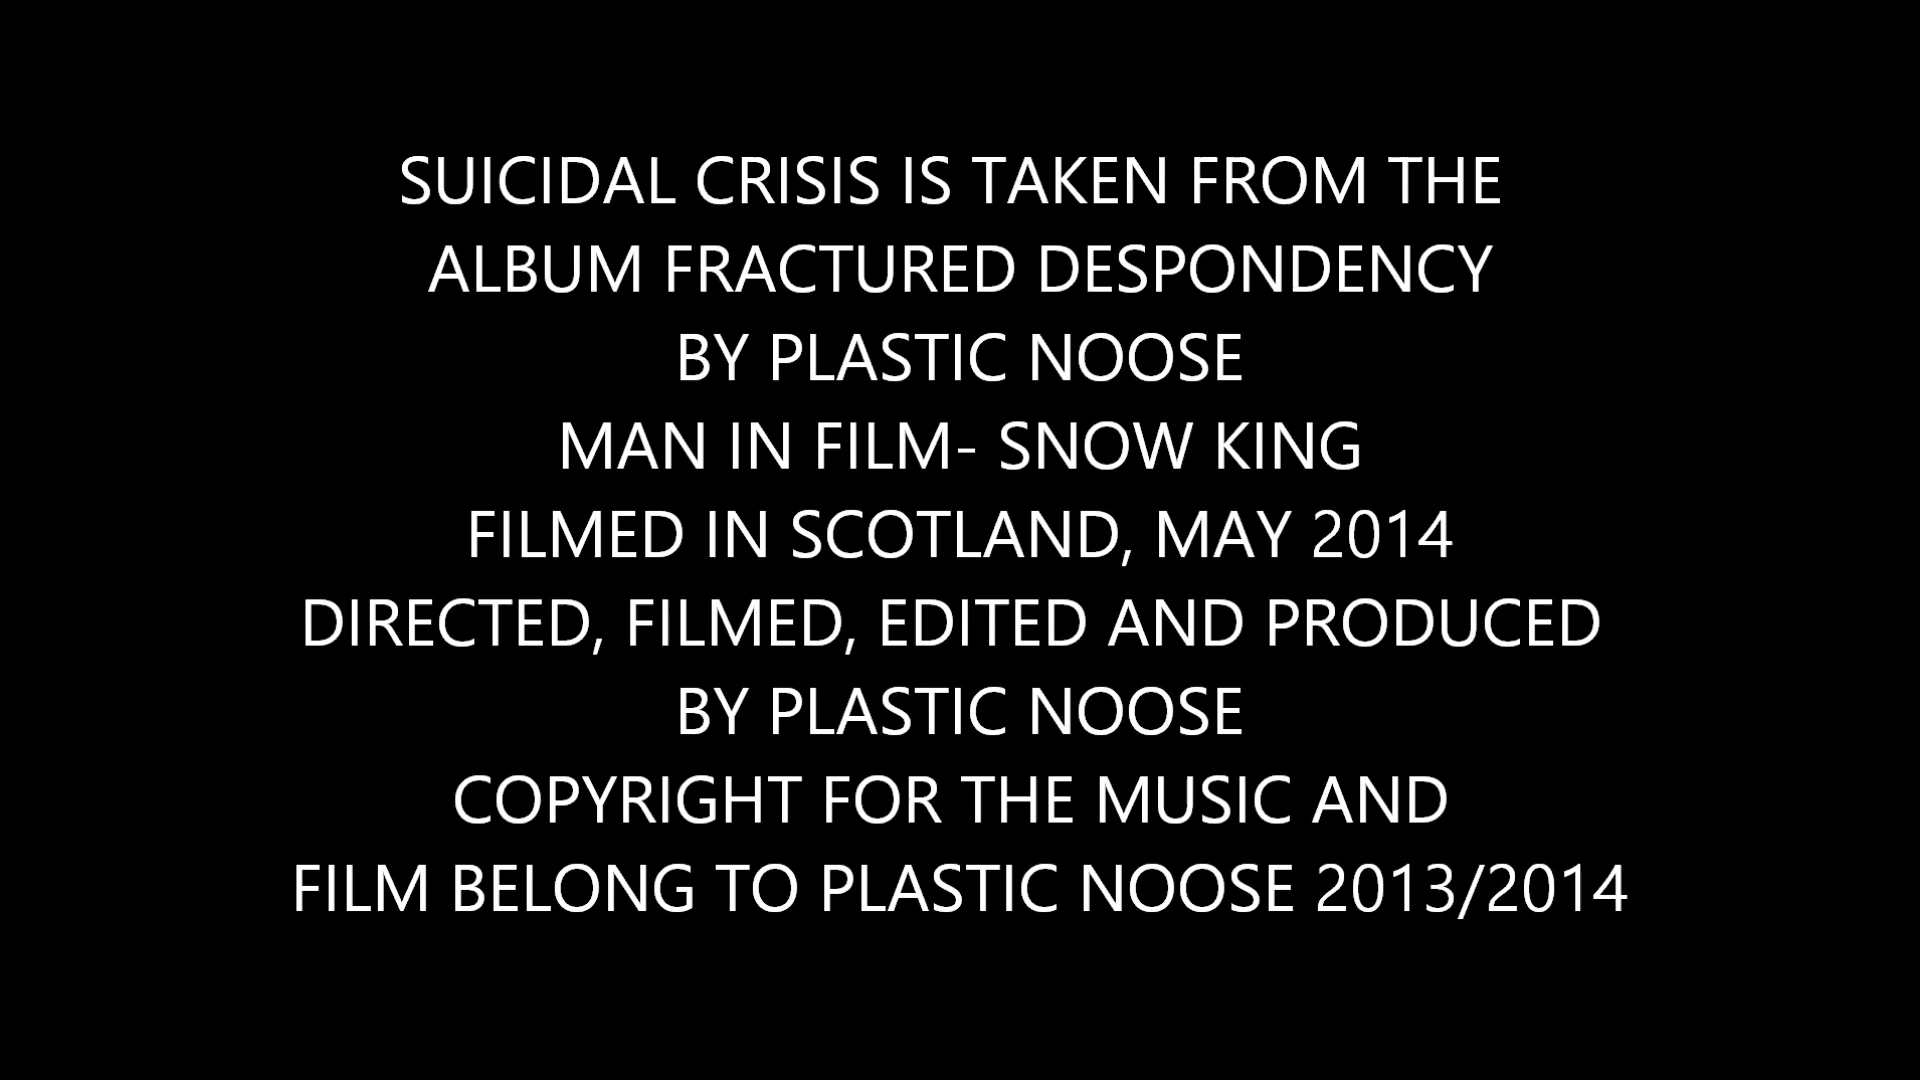 SUICIDAL CRISIS IS TAKEN FROM THE
ALBUM FRACTURED DESPONDENCY
BY PLASTIC NOOSE
MAN IN FILM- SNOW KING
FILMED IN SCOTLAND, MAY 2014
DIRECTED, FILMED, EDITED AND PRODUCED
BY PLASTIC NOOSE
COPYRIGHT FOR THE MUSIC AND
FILM BELONG TO PLASTIC NOOSE 2013/2014